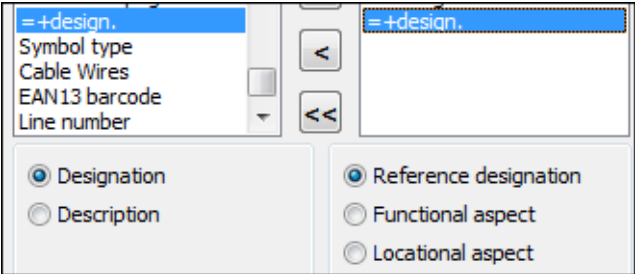 =+design.
Symbol type
Cable Wires
EAN13 barcode
Line number
<
<<
=+design.
Designation
Description
Reference designation
Functional aspect
Locational aspect